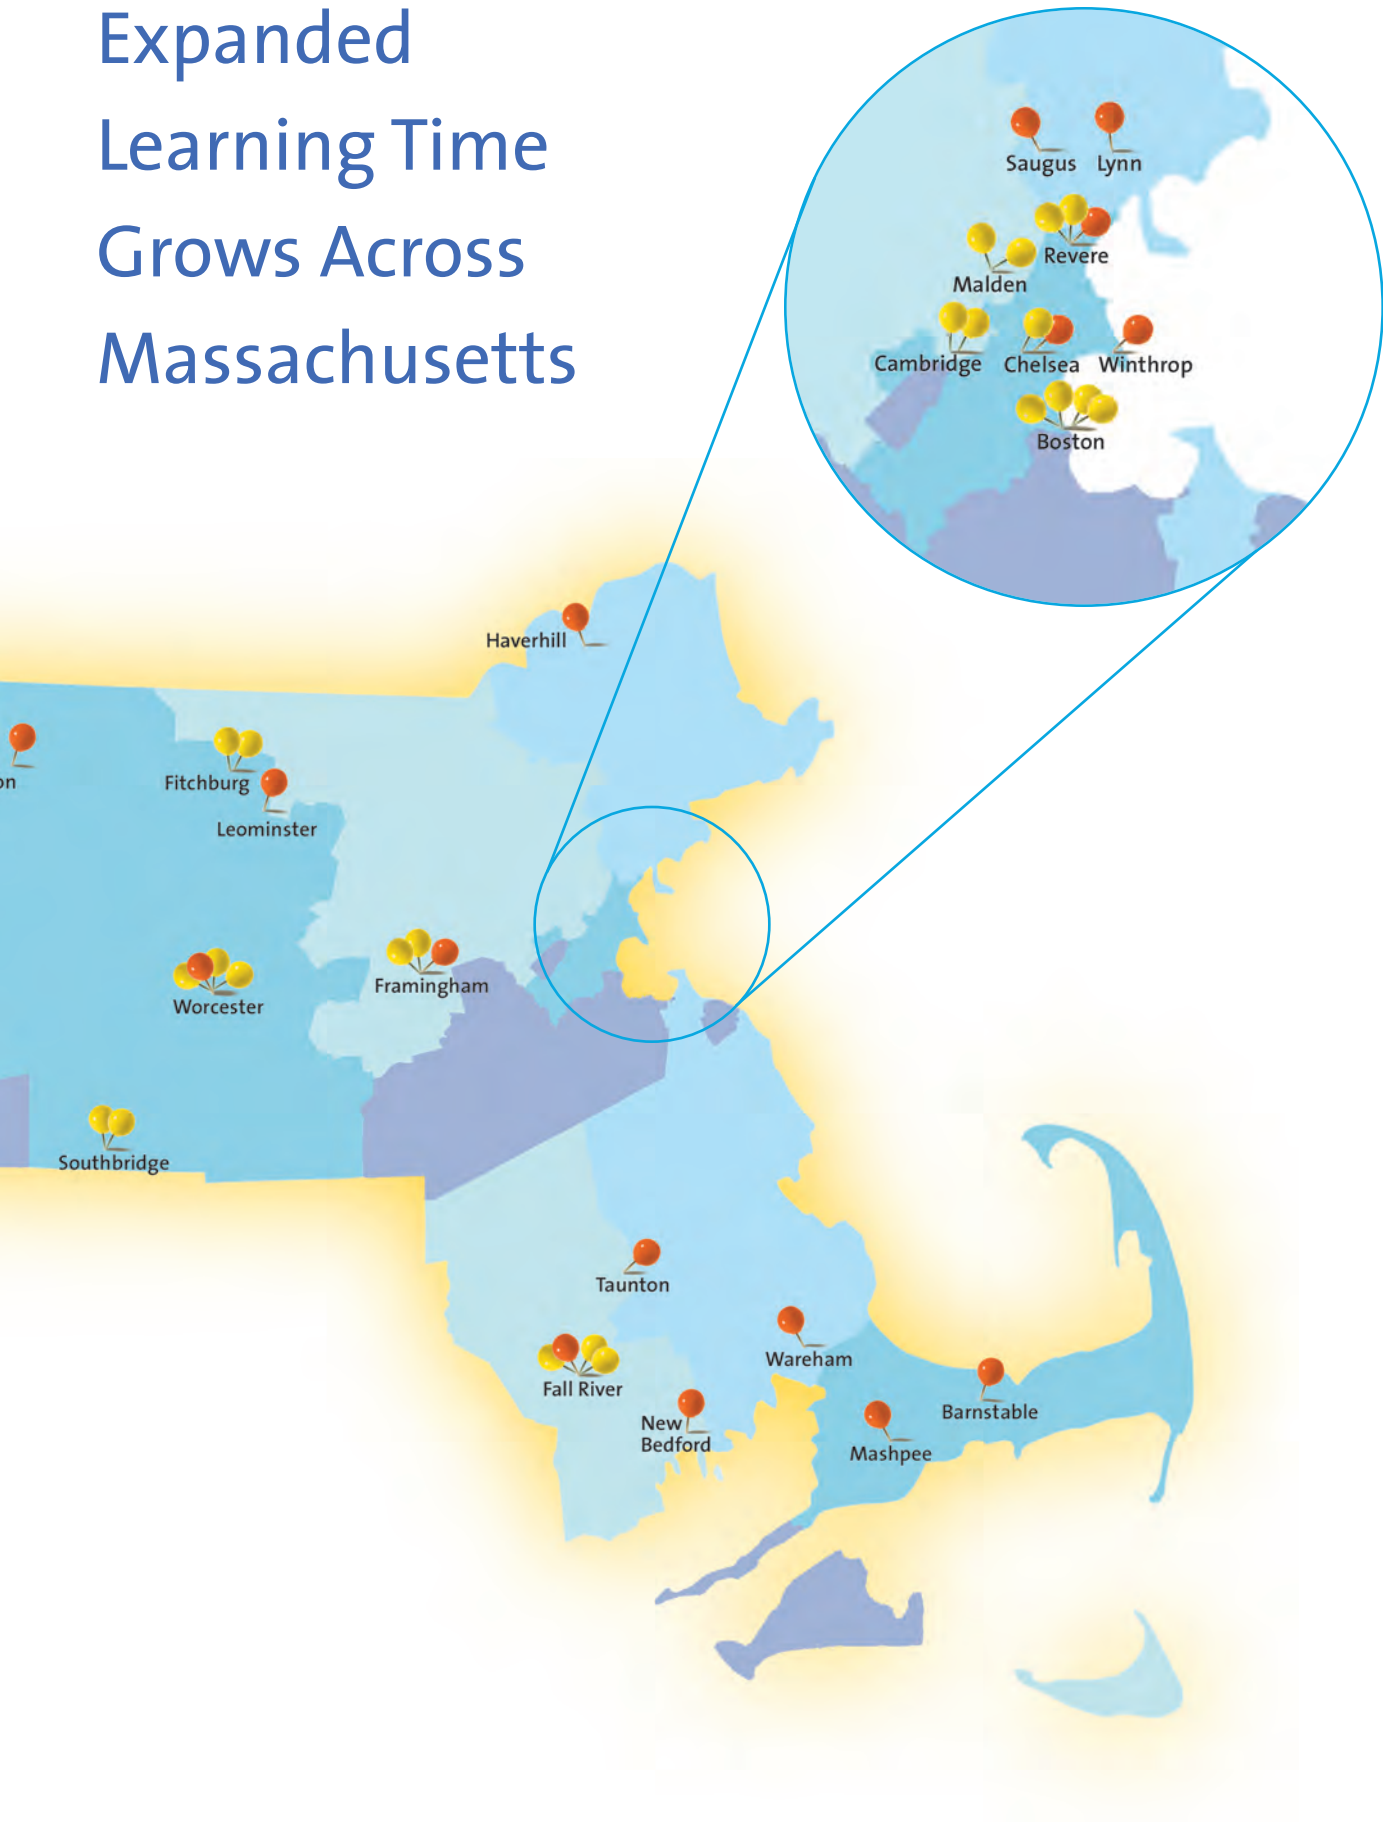 Expanded
Learning Time
Grows Across
Massachusetts
Saugus Lynn
Revere
Malden
Cambridge Chelsea Winthrop
Boston
Haverhill
on
Fitchburg
Leominster
Framingham
Worcester
Southbridge
Taunton
Wareham
Fall River
Barnstable
New
Bedford
Mashpee